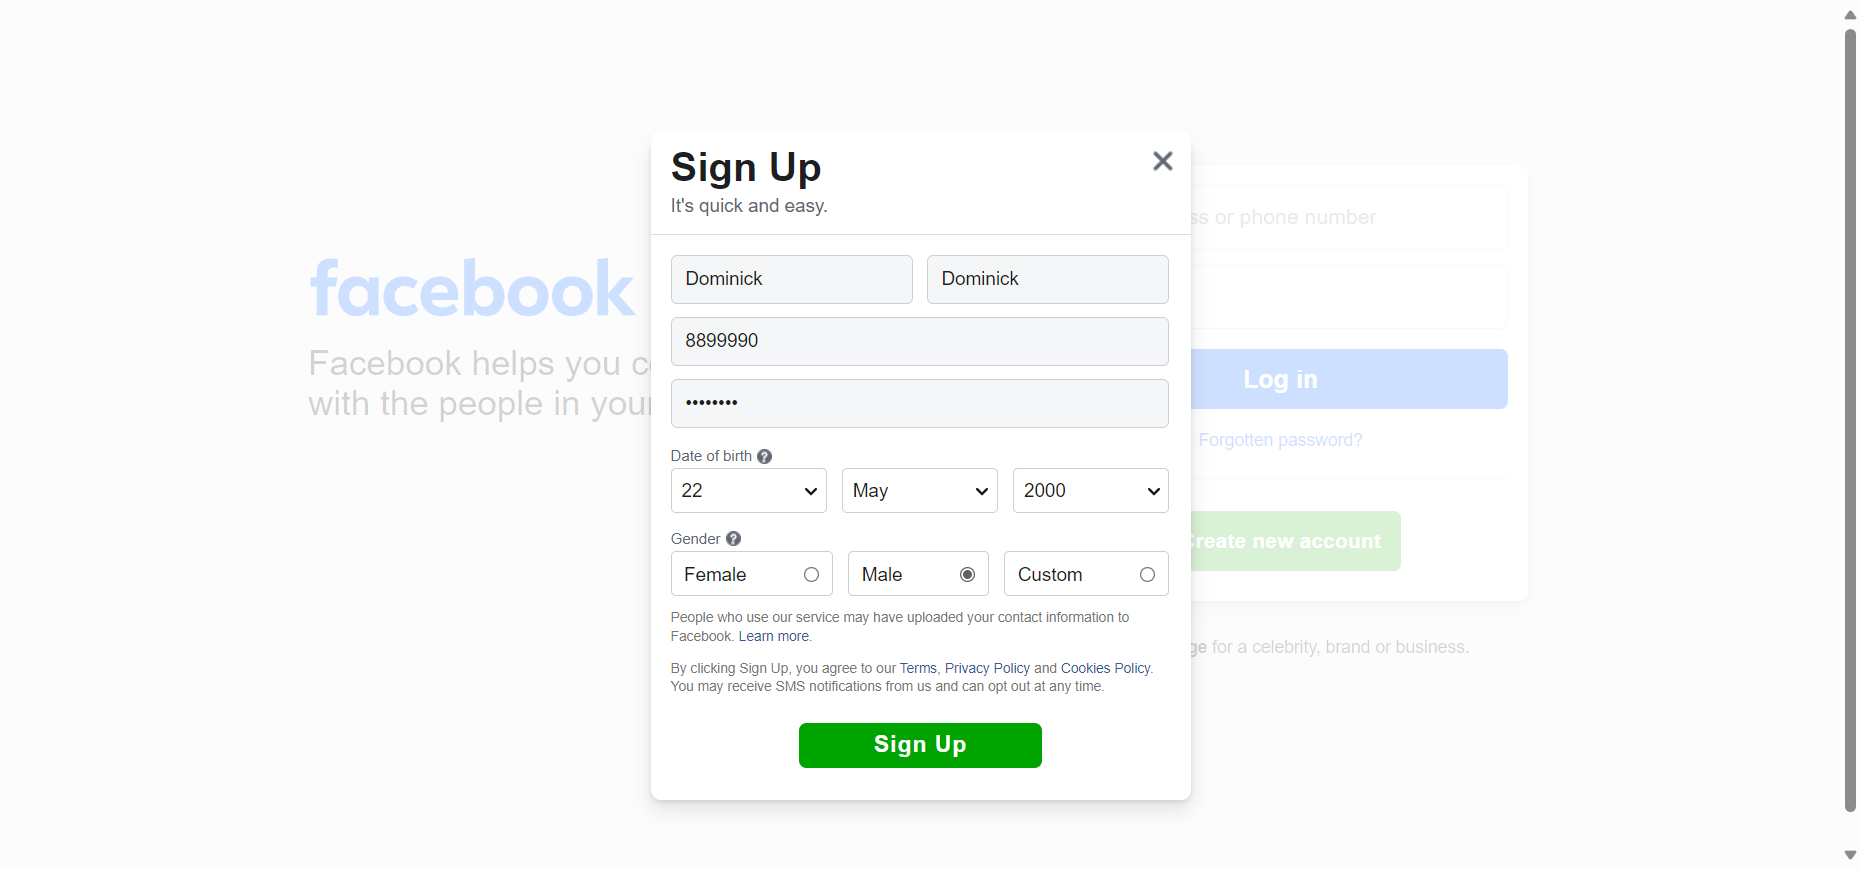 Sign Up
It's quick and easy.
Dominick
Dominick
8899990
••••••••
Date of birth
22
May
2000
Gender
Female
Male
Custom
People who use our service may have uploaded your contact information to
Facebook. Learn more.
By clicking Sign Up, you agree to our Terms, Privacy Policy and Cookies Policy.
You may receive SMS notifications from us and can opt out at any time.
Sign Up
facebook
Facebook helps you
with the people in your
or phone number
Log in
Forgotten password?
Create new account
for a celebrity, brand or business.